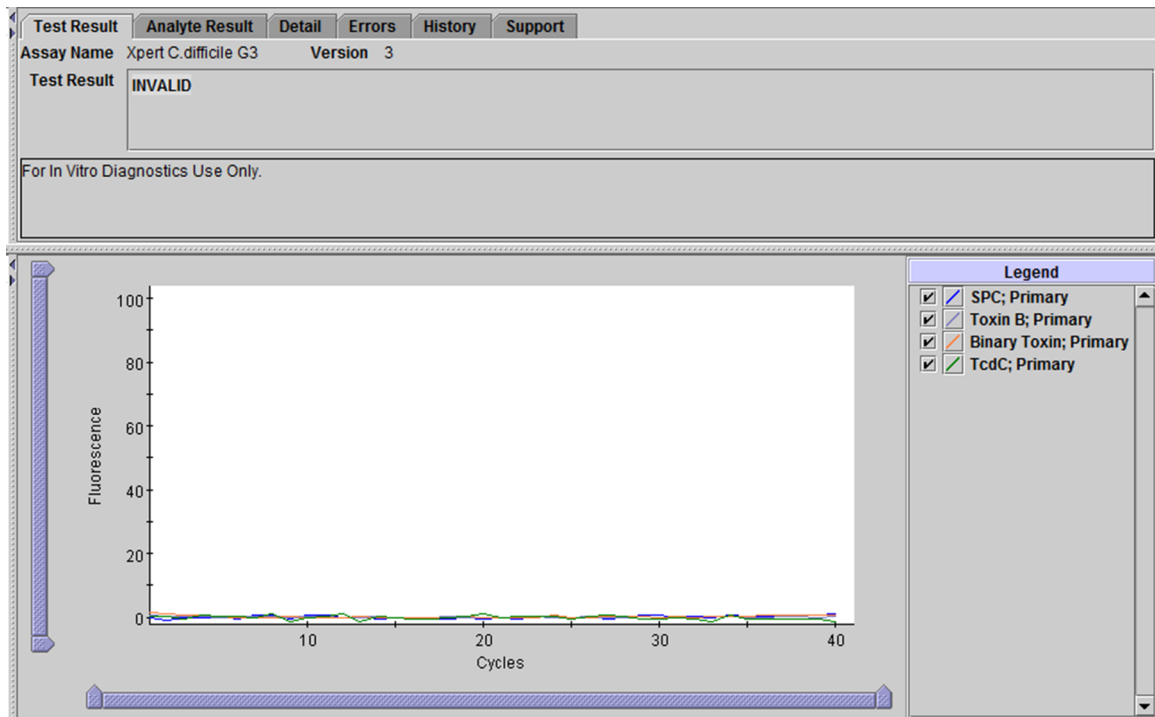 Test Result Analyte Result Detail Errors History Support
Assay Name Xpert C.difficile G3 Version 3
Test Result INVALID
For In Vitro Diagnostics Use Only.
100
80
60
40
20
0
Fluorescence
10 20 30 40
Cycles
Legend
SPC; Primary
Toxin B; Primary
Binary Toxin; Primary
TcdC; Primary